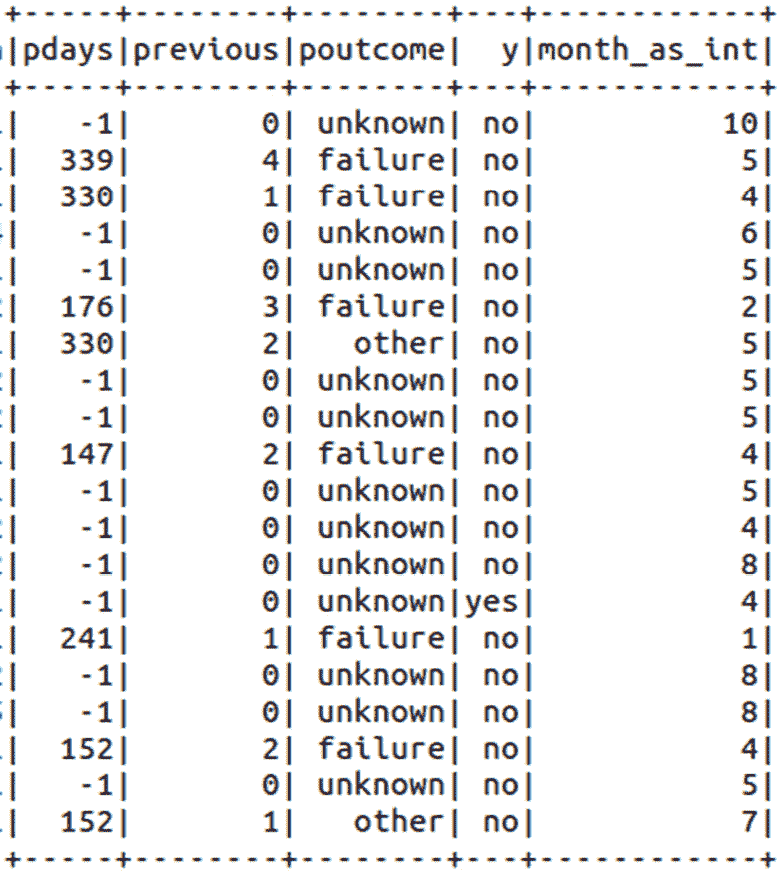 +-----+--------+--------+---+------------+
|pdays|previous|poutcome|  y|month_as_int|
+-----+--------+--------+---+------------+
|   -1|       0| unknown| no|          10|
|  339|       4| failure| no|           5|
|  330|       1| failure| no|           4|
|   -1|       0| unknown| no|           6|
|   -1|       0| unknown| no|           5|
|  176|       3| failure| no|           2|
|  330|       2|   other| no|           5|
|   -1|       0| unknown| no|           5|
|   -1|       0| unknown| no|           5|
|  147|       2| failure| no|           4|
|   -1|       0| unknown| no|           5|
|   -1|       0| unknown| no|           4|
|   -1|       0| unknown| no|           8|
|   -1|       0| unknown|yes|           4|
|  241|       1| failure| no|           1|
|   -1|       0| unknown| no|           8|
|   -1|       0| unknown| no|           8|
|  152|       2| failure| no|           4|
|   -1|       0| unknown| no|           5|
|  152|       1|   other| no|           7|
+-----+--------+--------+---+------------+